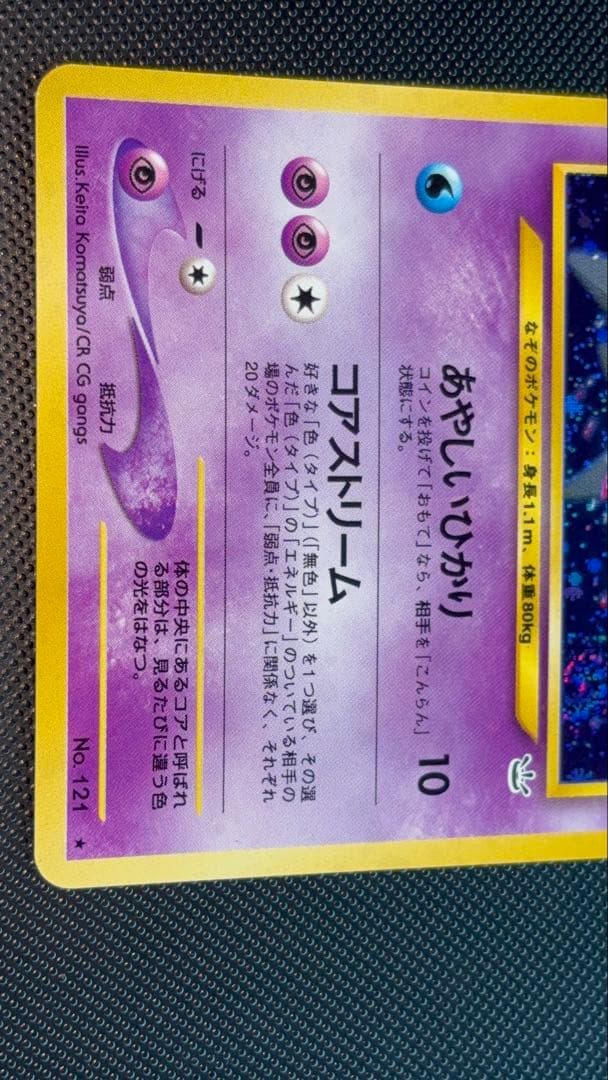 なぞのポケモン：身長1.1m、体重80kg
あやしいひかり 10
コインを投げて「おもて」なら、相手を「こんらん」
状態にする。
コアストリーム
好きな「色（タイプ）」（「無色」以外）を1つ選び、その選
んだ「色（タイプ）」の「エネルギー」のついている相手の
場のポケモン全員に、「弱点・抵抗力」に関係なく、それぞれ
20ダメージ。
にげる
弱点 抵抗力
体の中央にあるコアと呼ばれ
る部分は、見るたびに違う色
の光をはなつ。
Illus.Keita Komatsuya/CR CG gangs
No. 121 ★